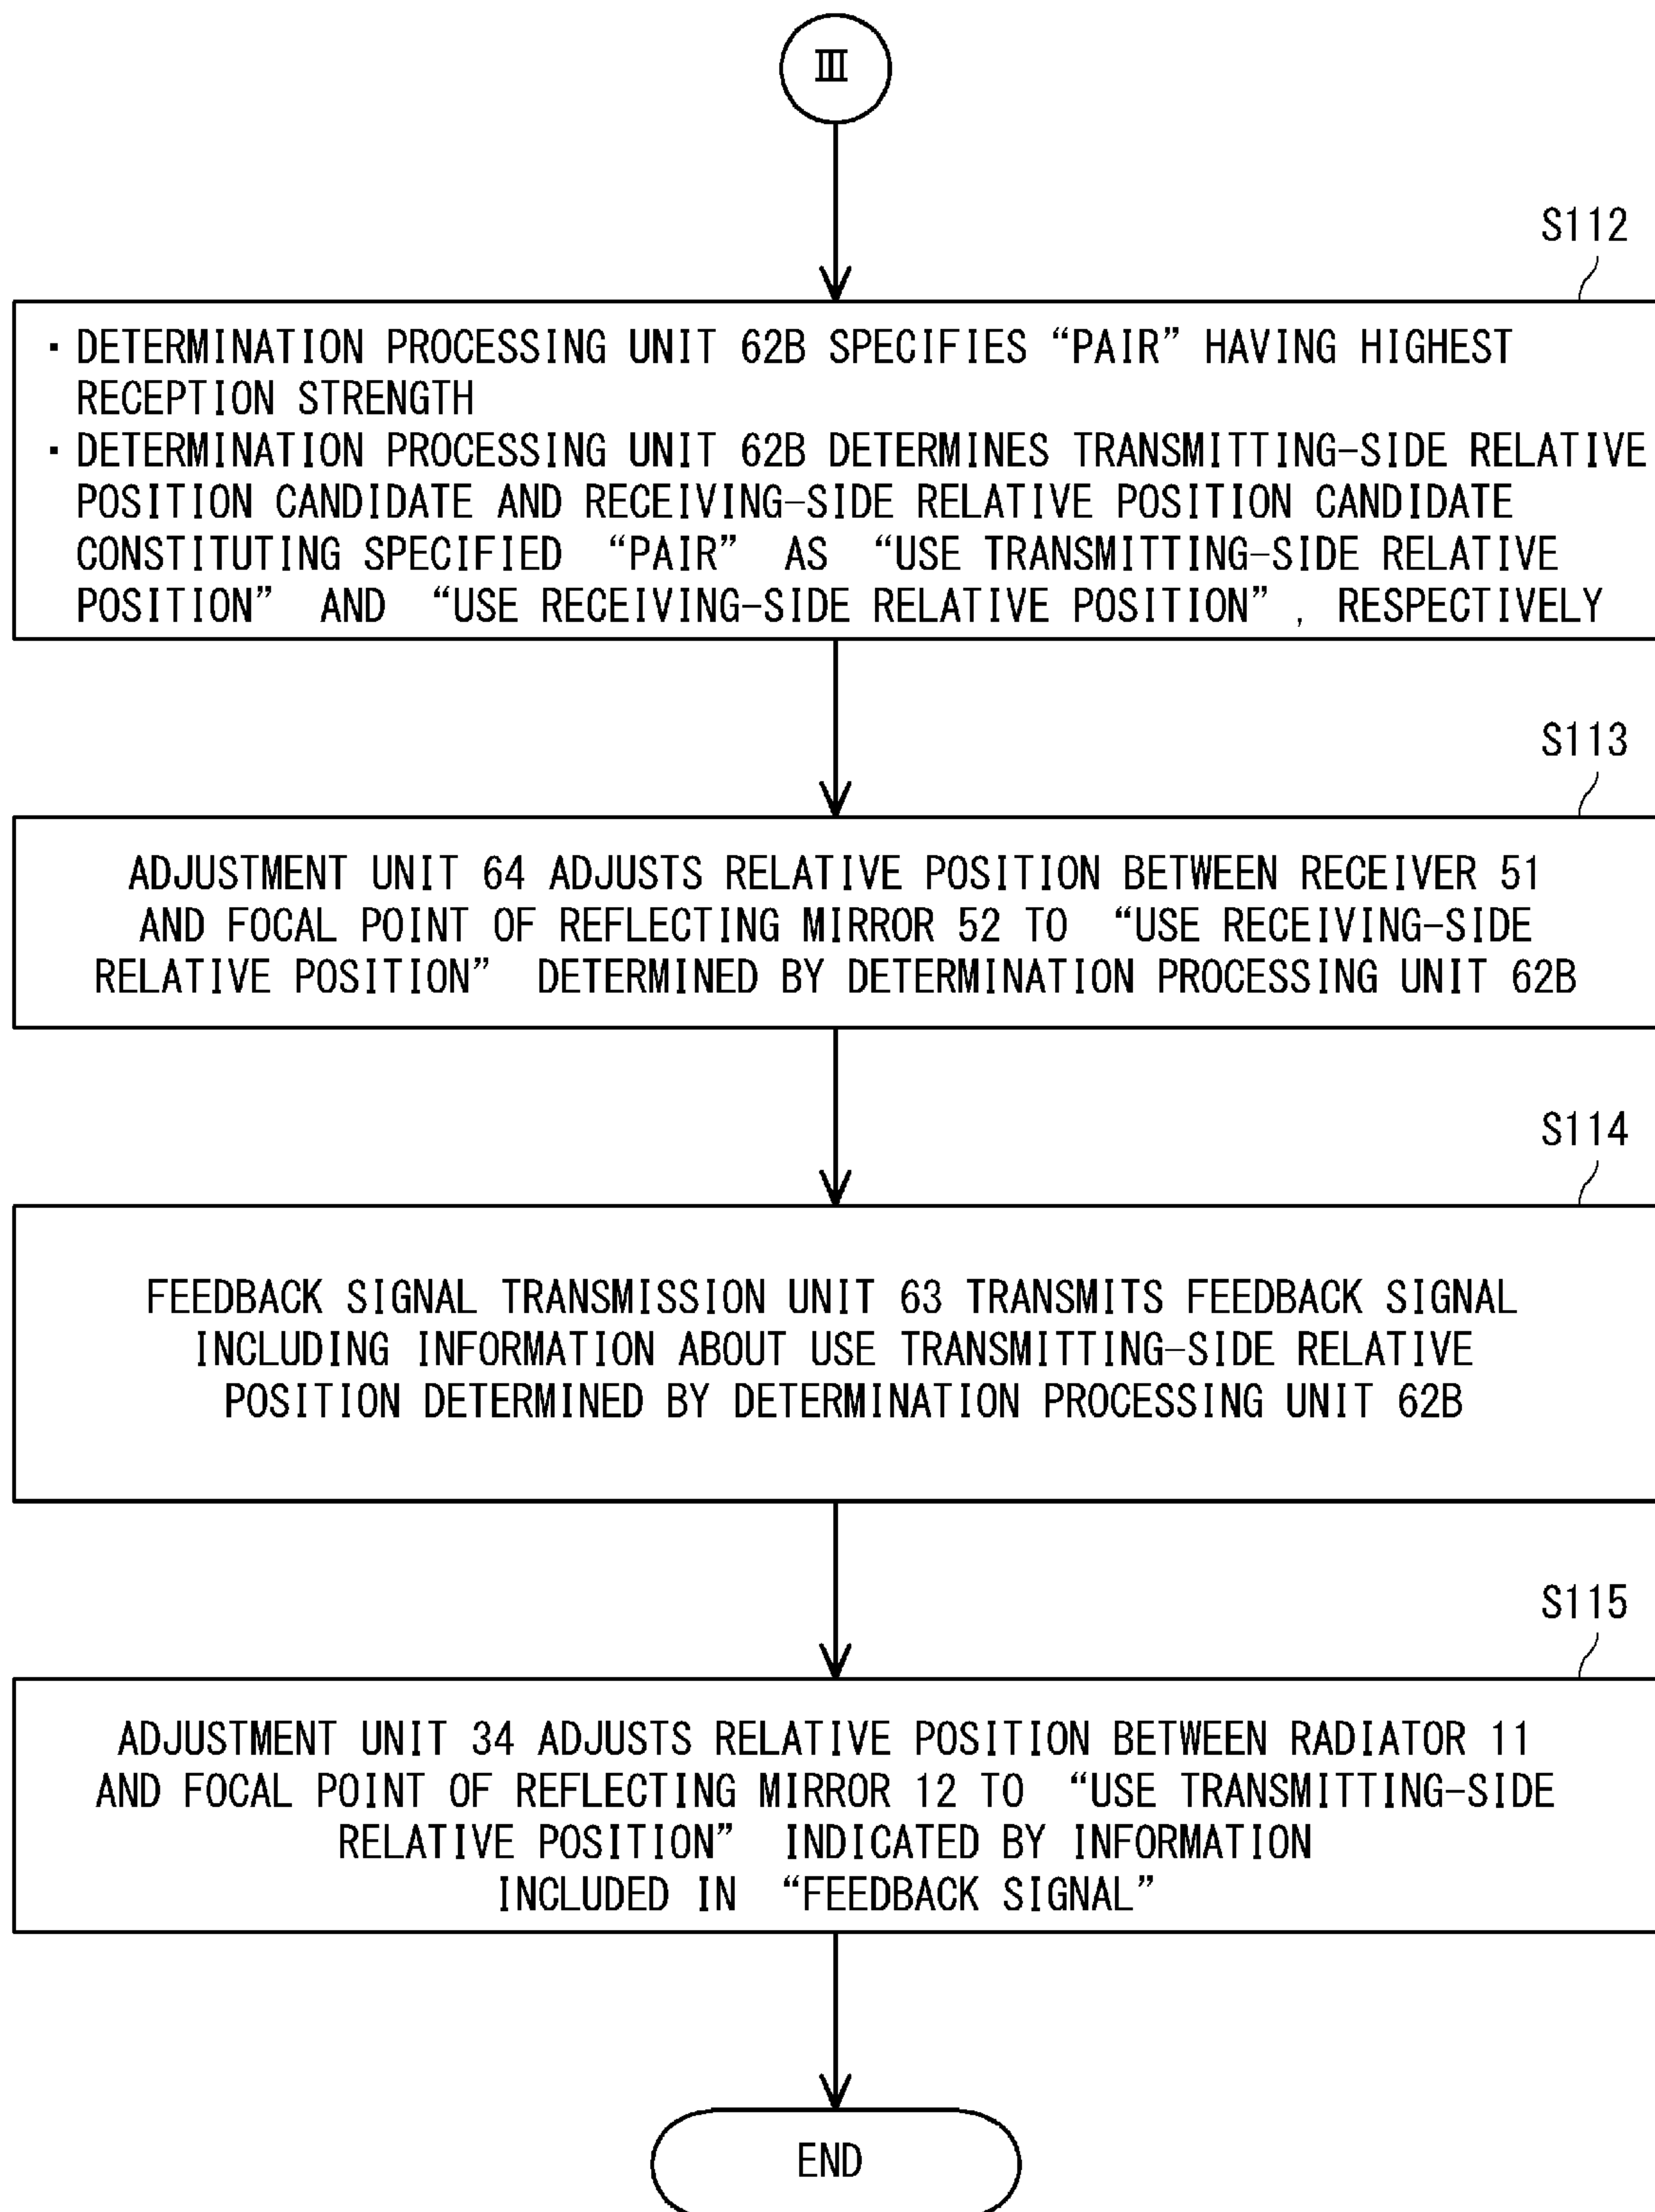 III
S112
・DETERMINATION PROCESSING UNIT 62B SPECIFIES “PAIR” HAVING HIGHEST
RECEPTION STRENGTH
・DETERMINATION PROCESSING UNIT 62B DETERMINES TRANSMITTING-SIDE RELATIVE
POSITION CANDIDATE AND RECEIVING-SIDE RELATIVE POSITION CANDIDATE
CONSTITUTING SPECIFIED “PAIR” AS “USE TRANSMITTING-SIDE RELATIVE
POSITION” AND “USE RECEIVING-SIDE RELATIVE POSITION”, RESPECTIVELY
S113
ADJUSTMENT UNIT 64 ADJUSTS RELATIVE POSITION BETWEEN RECEIVER 51
AND FOCAL POINT OF REFLECTING MIRROR 52 TO “USE RECEIVING-SIDE
RELATIVE POSITION” DETERMINED BY DETERMINATION PROCESSING UNIT 62B
S114
FEEDBACK SIGNAL TRANSMISSION UNIT 63 TRANSMITS FEEDBACK SIGNAL
INCLUDING INFORMATION ABOUT USE TRANSMITTING-SIDE RELATIVE
POSITION DETERMINED BY DETERMINATION PROCESSING UNIT 62B
S115
ADJUSTMENT UNIT 34 ADJUSTS RELATIVE POSITION BETWEEN RADIATOR 11
AND FOCAL POINT OF REFLECTING MIRROR 12 TO “USE TRANSMITTING-SIDE
RELATIVE POSITION” INDICATED BY INFORMATION
INCLUDED IN “FEEDBACK SIGNAL”
END